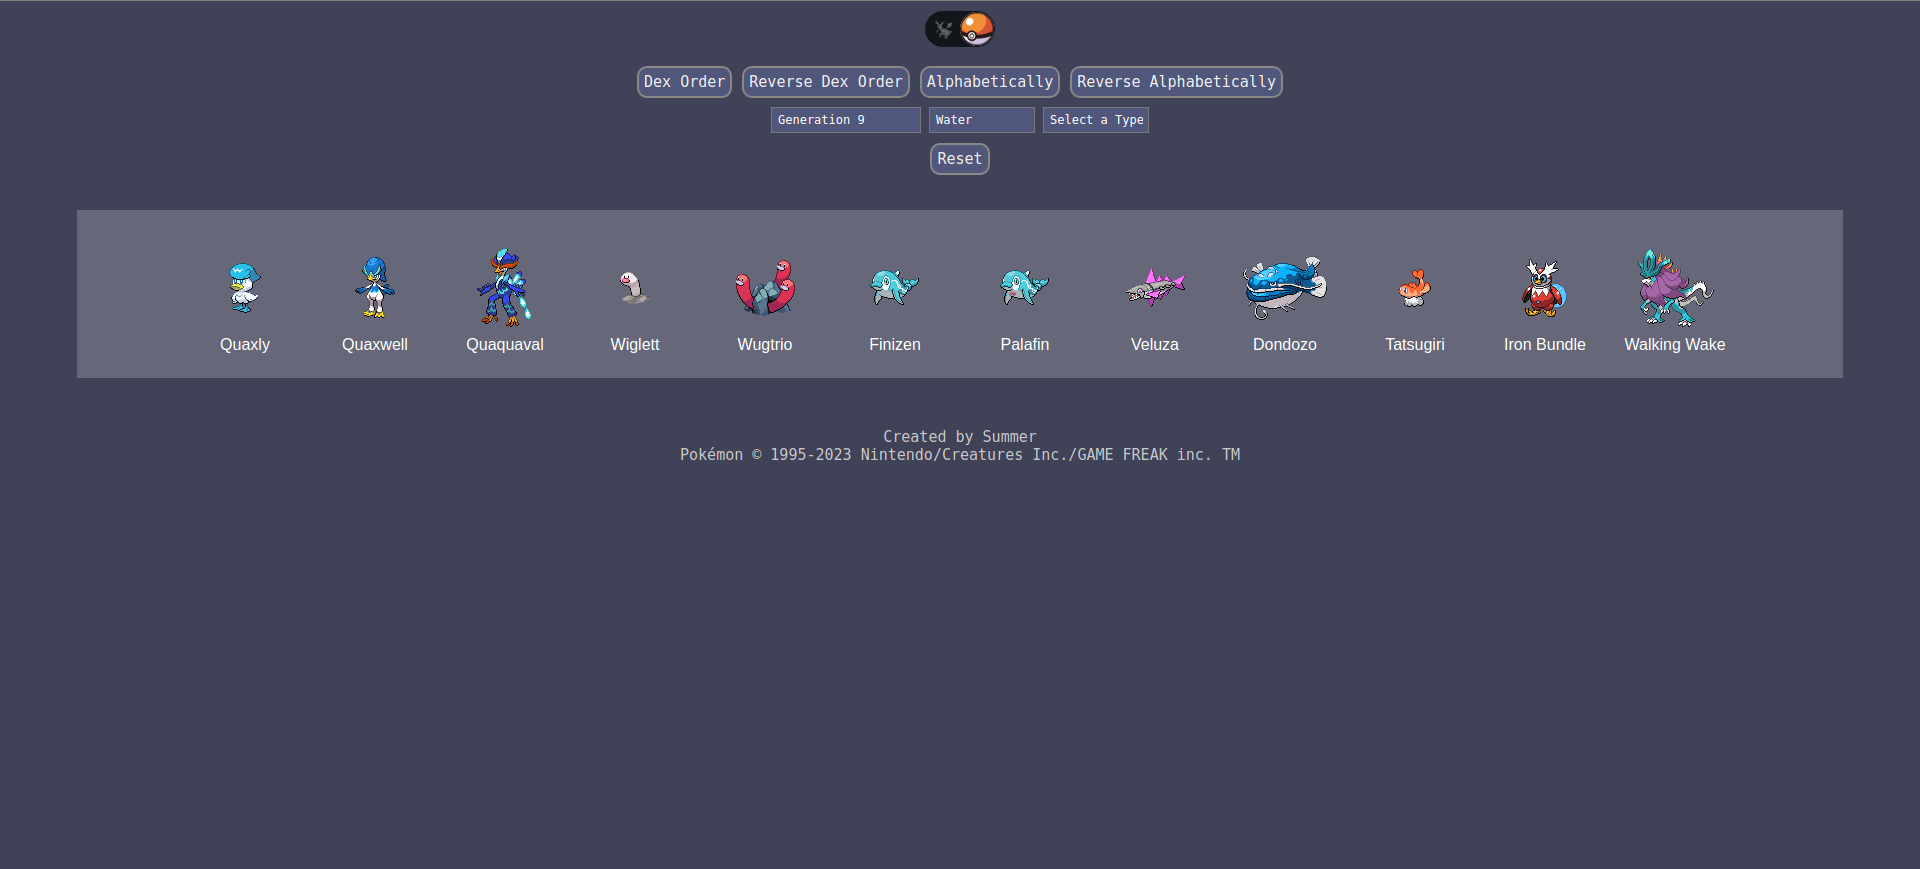 Dex Order Reverse Dex Order Alphabetically Reverse Alphabetically
Generation 9 Water Select a Type
Reset
Quaxly Quaxwell Quaquaval Wiglett Wugtrio Finizen Palafin Veluza Dondozo Tatsugiri Iron Bundle Walking Wake
Created by Summer
Pokémon © 1995-2023 Nintendo/Creatures Inc./GAME FREAK inc. TM